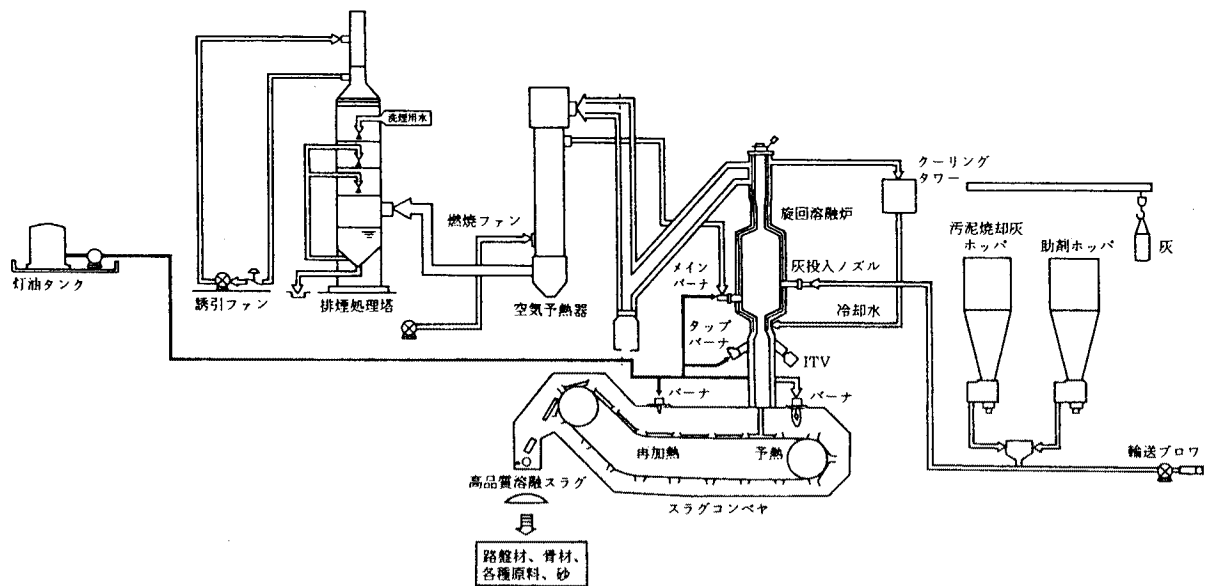 洗煙用水
クーリング
タワー
旋回溶融炉
燃焼ファン
汚泥焼却灰
ホッパ
助剤ホッパ
灰
メイン
バーナ
灰投入ノズル
灯油タンク
誘引ファン
排煙処理塔
空気予熱器
冷却水
タップ
バーナ
ITV
バーナ
バーナ
再加熱
予熱
輸送ブロワ
高品質溶融スラグ
スラグコンベヤ
路盤材、骨材、
各種原料、砂